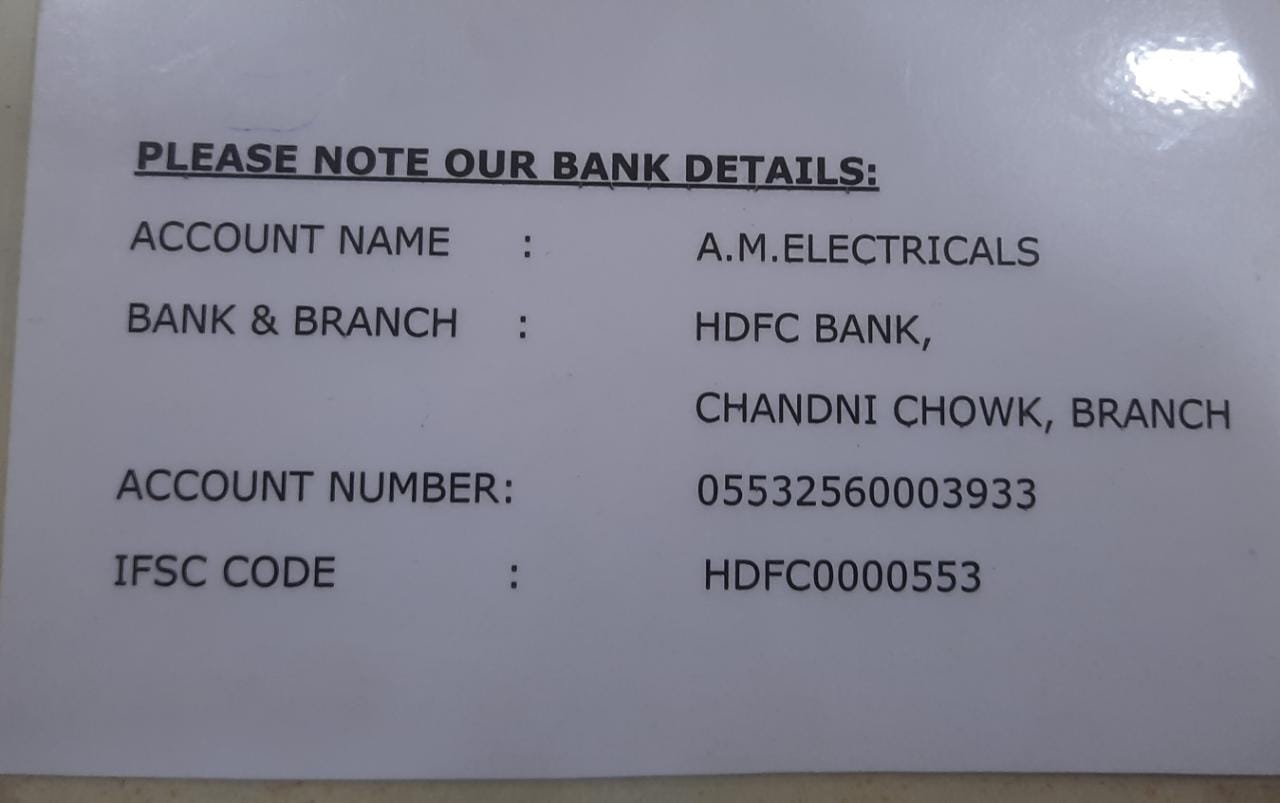 PLEASE NOTE OUR BANK DETAILS:
ACCOUNT NAME : A.M.ELECTRICALS
BANK & BRANCH : HDFC BANK,
CHANDNI CHOWK, BRANCH
ACCOUNT NUMBER: 05532560003933
IFSC CODE : HDFC0000553